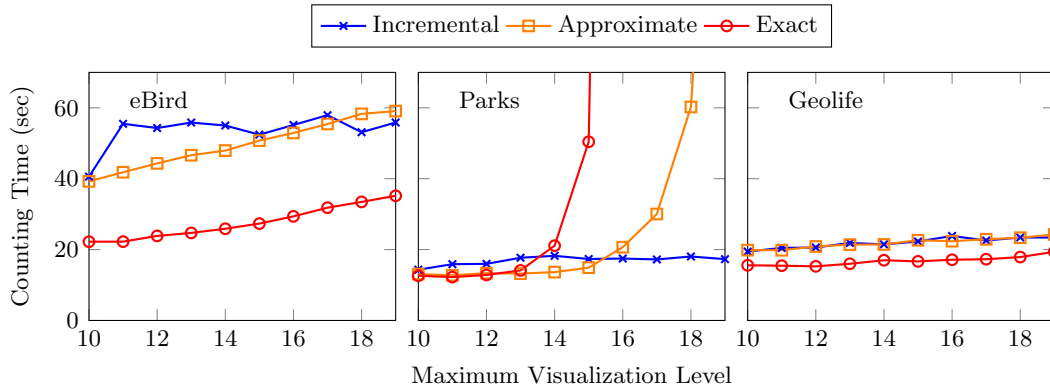 Incremental Approximate Exact
eBird Parks Geolife
Counting Time (sec)
60
40
20
0
10 12 14 16 18 10 12 14 16 18 10 12 14 16 18
Maximum Visualization Level